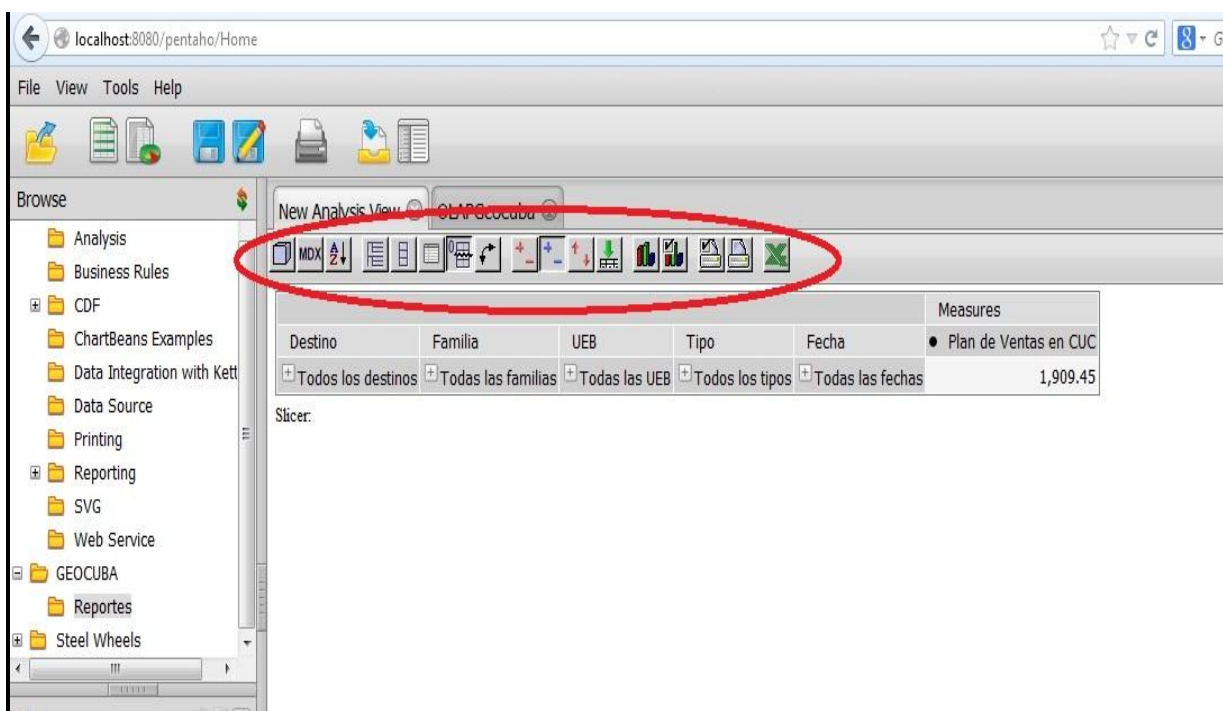 localhost:8080/pentaho/Home
8
G
File View Tools Help
Browse
Analysis
Business Rules
CDF
ChartBeans Examples
Data Integration with Kett
Data Source
Printing
Reporting
SVG
Web Service
GEOCUBA
Reportes
Steel Wheels
New Analysis View
OLAPGeocuba
MDX
Measures
Destino Familia UEB Tipo Fecha Plan de Ventas en CUC
Todos los destinos Todas las familias Todas las UEB Todos los tipos Todas las fechas 1,909.45
Slicer: